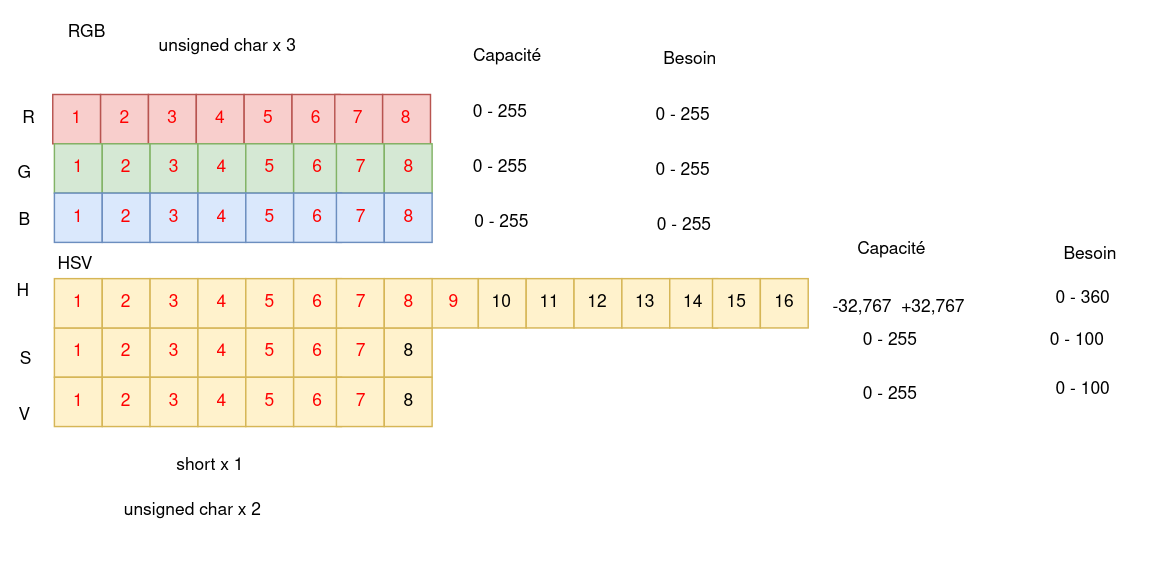 RGB
unsigned char x 3
Capacité
Besoin
R 1 2 3 4 5 6 7 8 0 - 255 0 - 255
G 1 2 3 4 5 6 7 8 0 - 255 0 - 255
B 1 2 3 4 5 6 7 8 0 - 255 0 - 255
Capacité
Besoin
HSV
H 1 2 3 4 5 6 7 8 9 10 11 12 13 14 15 16 -32,767 +32,767 0 - 360
S 1 2 3 4 5 6 7 8 0 - 255 0 - 100
V 1 2 3 4 5 6 7 8 0 - 255 0 - 100
short x 1
unsigned char x 2